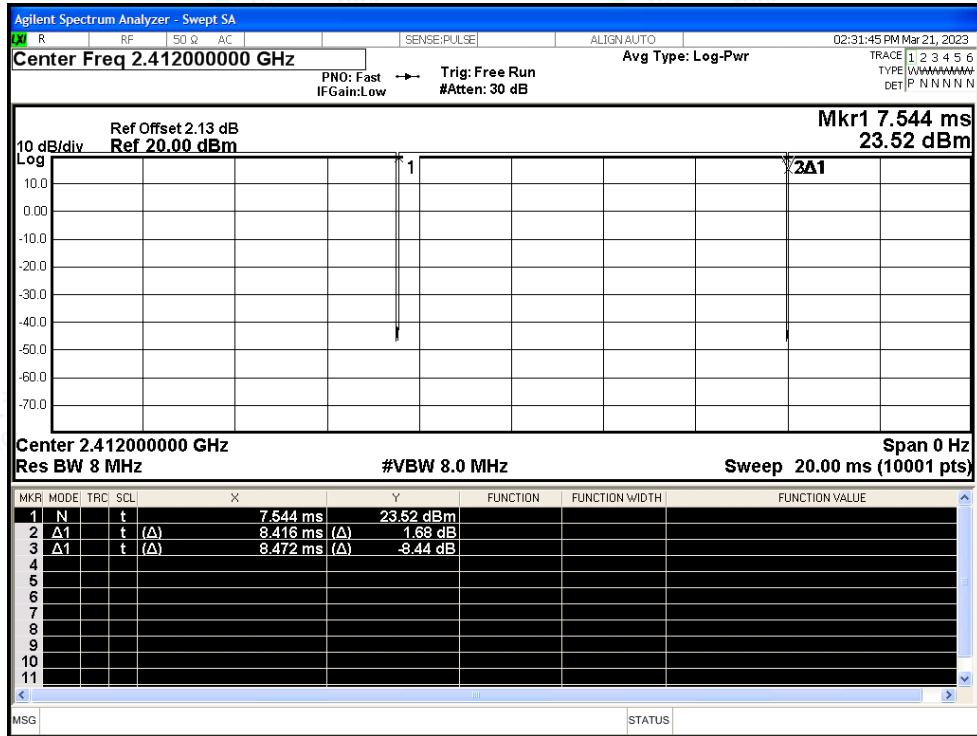 Agilent Spectrum Analyzer - Swept SA
LXI R RF 50 Ω AC SENSE:PULSE ALIGN AUTO 02:31:45 PM Mar 21, 2023
Center Freq 2.412000000 GHz
PNO: Fast
IFGain:Low
Trig: Free Run
#Atten: 30 dB
Avg Type: Log-Pwr
TRACE 1 2 3 4 5 6
TYPE
DET P N N N N N
Ref Offset 2.13 dB
10 dB/div Ref 20.00 dBm
Log
Mkr1 7.544 ms
23.52 dBm
1
3Δ1
10.0
0.00
-10.0
-20.0
-30.0
-40.0
-50.0
-60.0
-70.0
Center 2.412000000 GHz Span 0 Hz
Res BW 8 MHz #VBW 8.0 MHz Sweep 20.00 ms (10001 pts)
MKR MODE TRC SCL X Y FUNCTION FUNCTION WIDTH FUNCTION VALUE
1 N t 7.544 ms 23.52 dBm
2 Δ1 t (Δ) 8.416 ms (Δ) 1.68 dB
3 Δ1 t (Δ) 8.472 ms (Δ) -8.44 dB
4
5
6
7
8
9
10
11
MSG STATUS